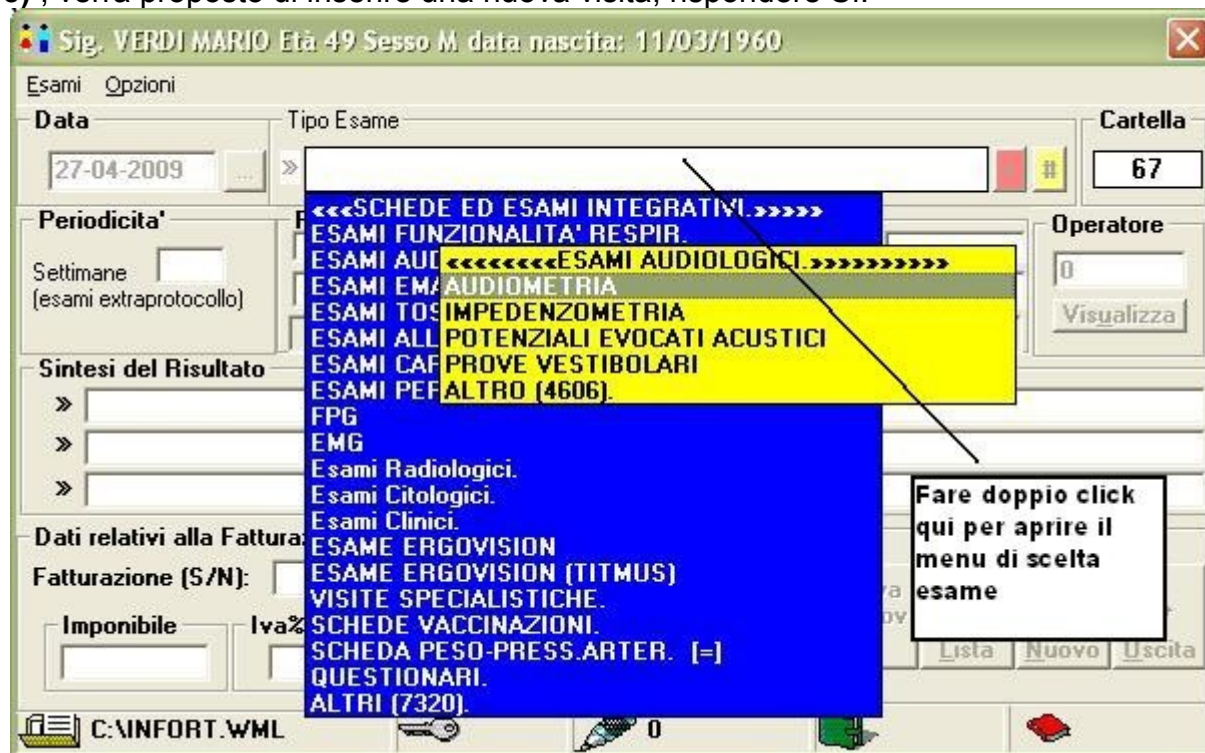 verrà proposto di inserire una nuova visita, rispondere Sì.
Sig. VERDI MARIO Età 49 Sesso M data nascita: 11/03/1960
Esami Opzioni
Data
Tipo Esame
Cartella
27-04-2009 ... »
#
67
Periodicita'
Settimane
(esami extraprotocollo)
Operatore
0
Visualizza
<<<SCHEDE ED ESAMI INTEGRATIVI.>>>>>
ESAMI FUNZIONALITA' RESPIR.
ESAMI AUD
ESAMI EMA
ESAMI TOS
ESAMI ALL
ESAMI CAR
ESAMI PER
FPG
EMG
Esami Radiologici.
Esami Citologici.
Esami Clinici.
ESAME ERGOVISION
ESAME ERGOVISION (TITMUS)
VISITE SPECIALISTICHE.
SCHEDE VACCINAZIONI.
SCHEDA PESO-PRESS.ARTER. [=]
QUESTIONARI.
ALTRI (7320).
<<<<<<<<ESAMI AUDIOLOGICI.>>>>>>>>>>
AUDIOMETRIA
IMPEDENZOMETRIA
POTENZIALI EVOCATI ACUSTICI
PROVE VESTIBOLARI
ALTRO (4606).
Sintesi del Risultato
»
»
»
Fare doppio click
qui per aprire il
menu di scelta
esame
Dati relativi alla Fattura
Fatturazione (S/N):
Imponibile
Iva%
Lista Nuovo Uscita
C:\INFORT.WML
0